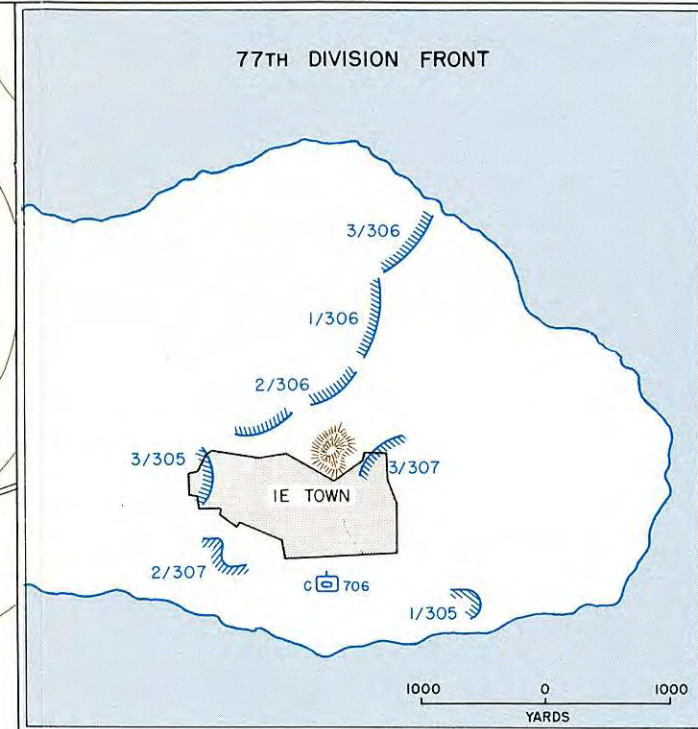 77TH DIVISION FRONT
3/306
1/306
2/306
3/305
3/307
IE TOWN
2/307
C 706
1/305
1000 0 1000
YARDS